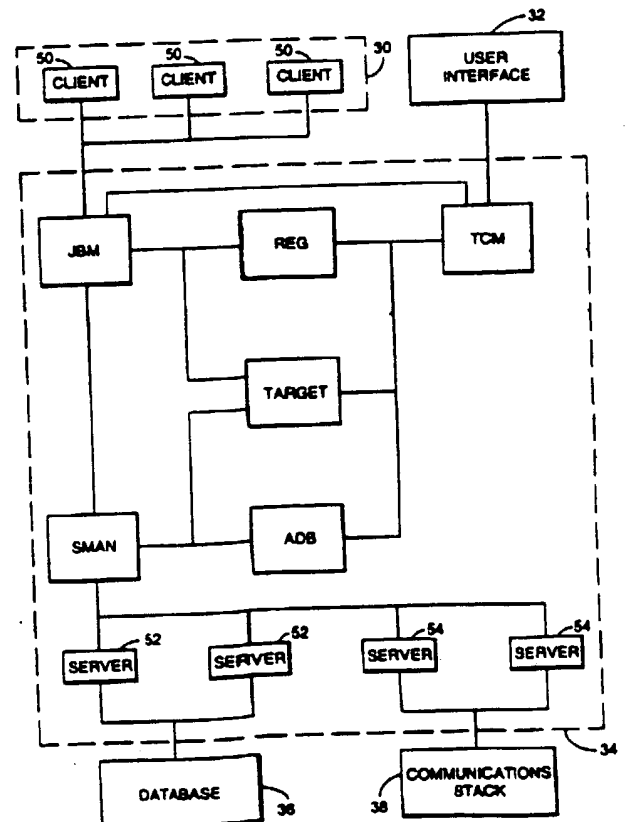 50 50 50 30 32
CLIENT CLIENT CLIENT
USER
INTERFACE
JBM REG TCM
TARGET
SMAN ADB
52 52 54 54
SERVER SERVER SERVER SERVER
34
DATABASE 36
38 COMMUNICATIONS
STACK